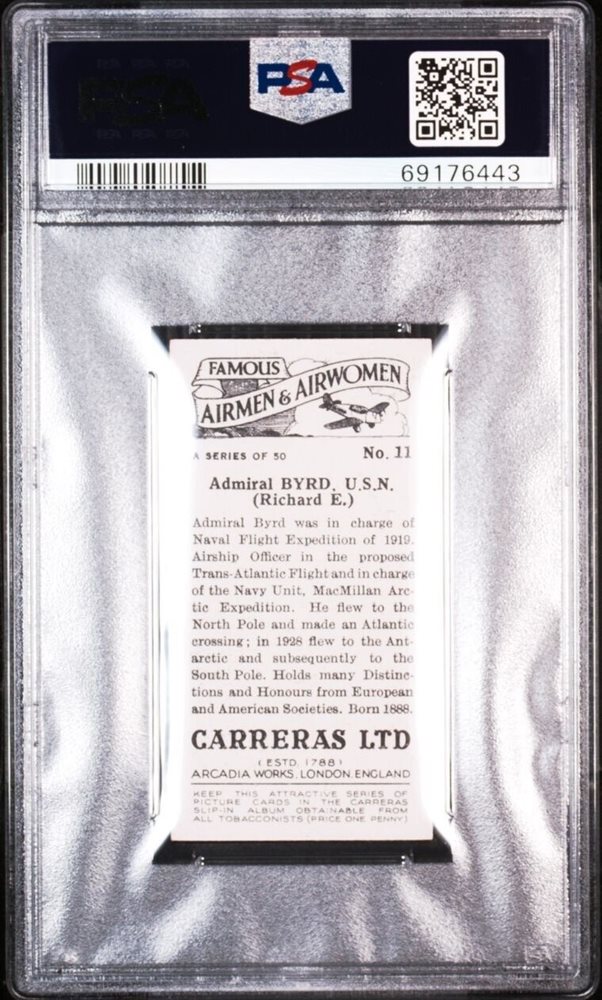 PSA
69176443
FAMOUS
AIRMEN & AIRWOMEN
A SERIES OF 50 No. 11
Admiral BYRD, U.S.N.
(Richard E.)
Admiral Byrd was in charge of
Naval Flight Expedition of 1919.
Airship Officer in the proposed
Trans-Atlantic Flight and in charge
of the Navy Unit, MacMillan Arc-
tic Expedition. He flew to the
North Pole and made an Atlantic
crossing; in 1928 flew to the Ant-
arctic and subsequently to the
South Pole. Holds many Distinc-
tions and Honours from European
and American Societies. Born 1888.
CARRERAS LTD
(ESTD. 1788)
ARCADIA WORKS, LONDON, ENGLAND
KEEP THIS ATTRACTIVE SERIES OF
PICTURE CARDS IN THE CARRERAS
SLIP-IN ALBUM OBTAINABLE FROM
ALL TOBACCONISTS (PRICE ONE PENNY)